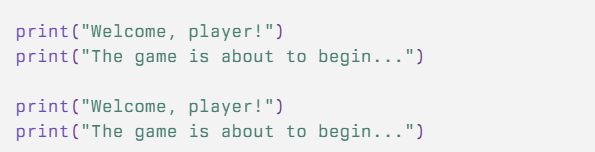 print("Welcome, player!")
print("The game is about to begin...")
print("Welcome, player!")
print("The game is about to begin...")